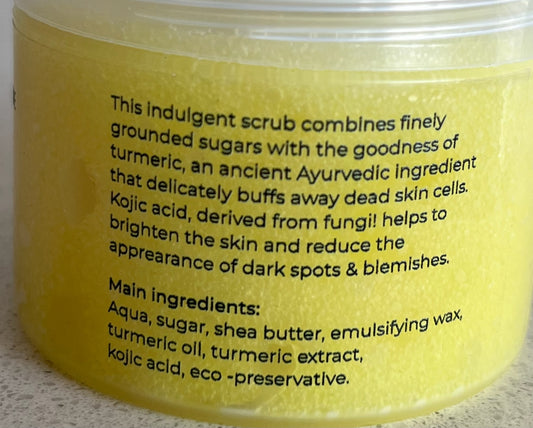 This indulgent scrub combines finely
grounded sugars with the goodness of
turmeric, an ancient Ayurvedic ingredient
that delicately buffs away dead skin cells.
Kojic acid, derived from fungi! helps to
brighten the skin and reduce the
apprearance of dark spots & blemishes.
Main ingredients:
Aqua, sugar, shea butter, emulsifying wax,
turmeric oil, turmeric extract,
kojic acid, eco -preservative.